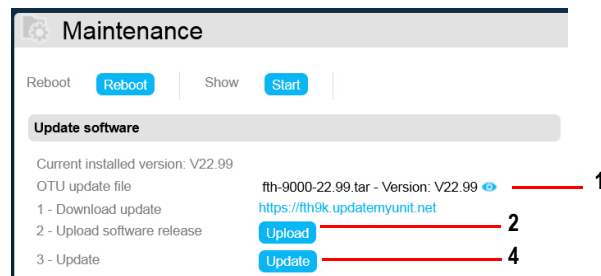 Maintenance
Reboot Reboot Show Start
Update software
Current installed version: V22.99
OTU update file fth-9000-22.99.tar - Version: V22.99 1
1 - Download update https://fth9k.updatemyunit.net
2 - Upload software release Upload 2
3 - Update Update 4